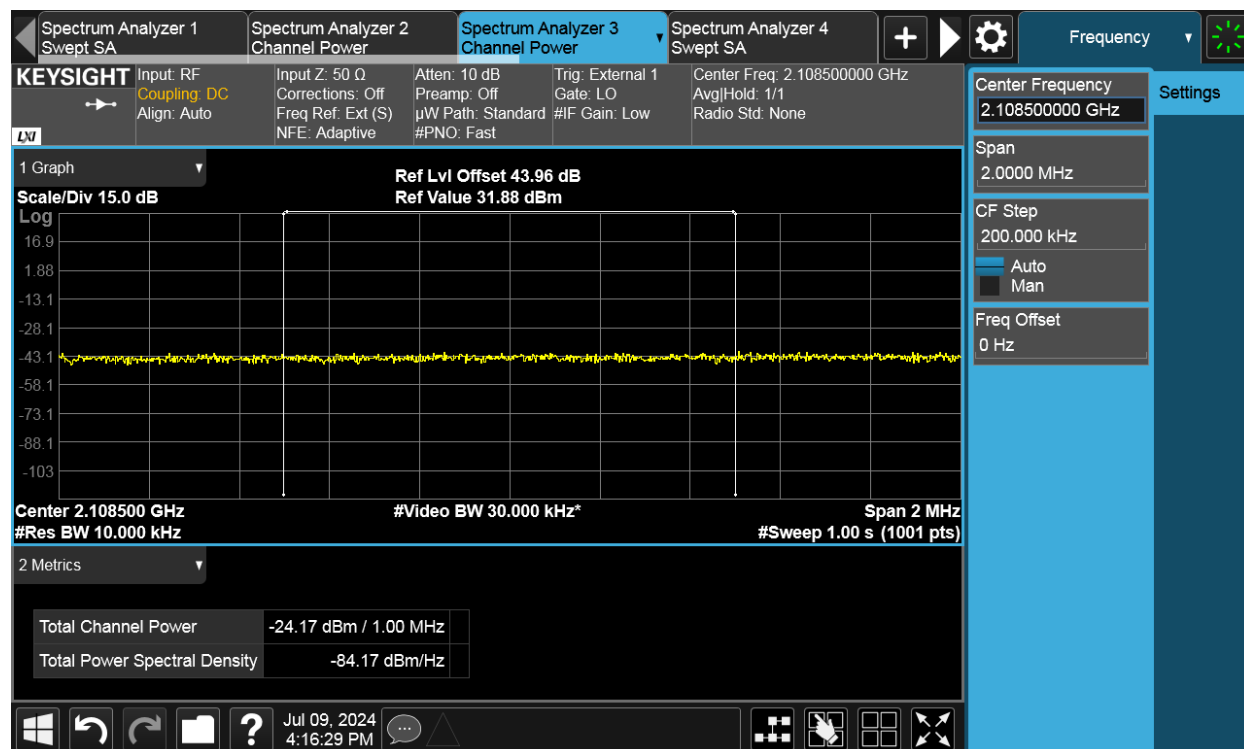 Spectrum Analyzer 1
Swept SA
Spectrum Analyzer 2
Channel Power
Spectrum Analyzer 3
Channel Power
Spectrum Analyzer 4
Swept SA
+
Frequency
KEYSIGHT
LXI
Input: RF
Coupling: DC
Align: Auto
Input Z: 50 Ω
Corrections: Off
Freq Ref: Ext (S)
NFE: Adaptive
Atten: 10 dB
Preamp: Off
µW Path: Standard
#PNO: Fast
Trig: External 1
Gate: LO
#IF Gain: Low
Center Freq: 2.108500000 GHz
Avg|Hold: 1/1
Radio Std: None
1 Graph
Scale/Div 15.0 dB
Ref Lvl Offset 43.96 dB
Ref Value 31.88 dBm
Log
16.9
1.88
-13.1
-28.1
-43.1
-58.1
-73.1
-88.1
-103
Center 2.108500 GHz
#Video BW 30.000 kHz*
Span 2 MHz
#Res BW 10.000 kHz
#Sweep 1.00 s (1001 pts)
2 Metrics
Total Channel Power -24.17 dBm / 1.00 MHz
Total Power Spectral Density -84.17 dBm/Hz
?
Jul 09, 2024
4:16:29 PM
Center Frequency
2.108500000 GHz
Settings
Span
2.0000 MHz
CF Step
200.000 kHz
Auto
Man
Freq Offset
0 Hz